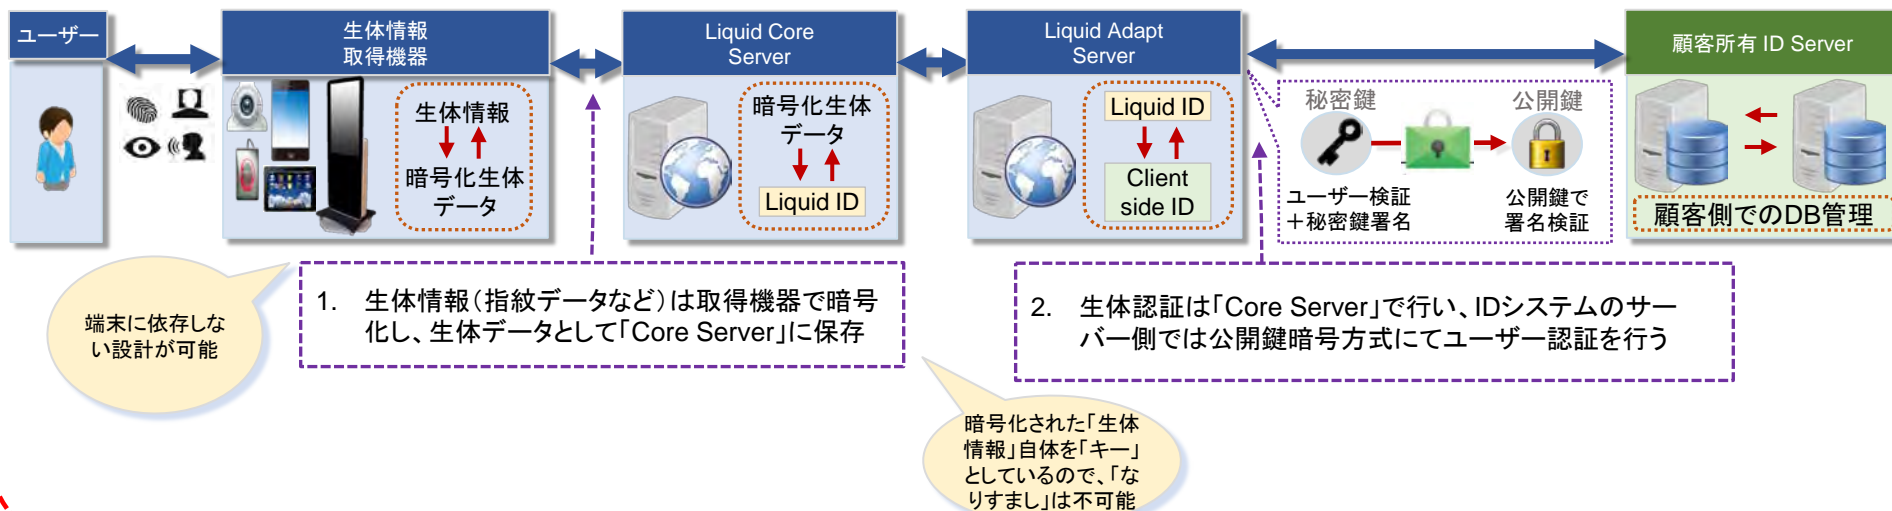 ユーザー
生体情報
取得機器
Liquid Core
Server
Liquid Adapt
Server
顧客所有 ID Server
生体情報
暗号化生体
データ
暗号化生体
データ
Liquid ID
Liquid ID
Client
side ID
秘密鍵
公開鍵
ユーザー検証
＋秘密鍵署名
公開鍵で
署名検証
顧客側でのDB管理
端末に依存しな
い設計が可能
1. 生体情報（指紋データなど）は取得機器で暗号
化し、生体データとして「Core Server」に保存
2. 生体認証は「Core Server」で行い、IDシステムのサー
バー側では公開鍵暗号方式にてユーザー認証を行う
暗号化された「生体
情報」自体を「キー」
としているので、「な
りすまし」は不可能